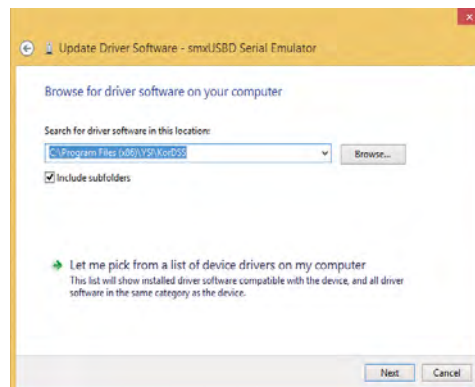 Update Driver Software - smxUSBD Serial Emulator
Browse for driver software on your computer
Search for driver software in this location:
C:\Program Files (x86)\YSI\KorDSS
Browse...
Include subfolders
Let me pick from a list of device drivers on my computer
This list will show installed driver software compatible with the device, and all driver
software in the same category as the device.
Next Cancel